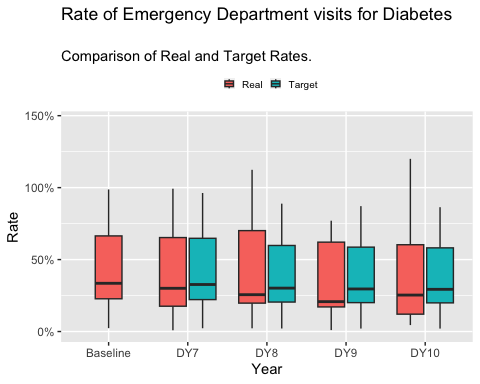 Rate of Emergency Department visits for Diabetes
Comparison of Real and Target Rates.
Real Target
150%
100%
50%
0%
Rate
Baseline DY7 DY8 DY9 DY10
Year